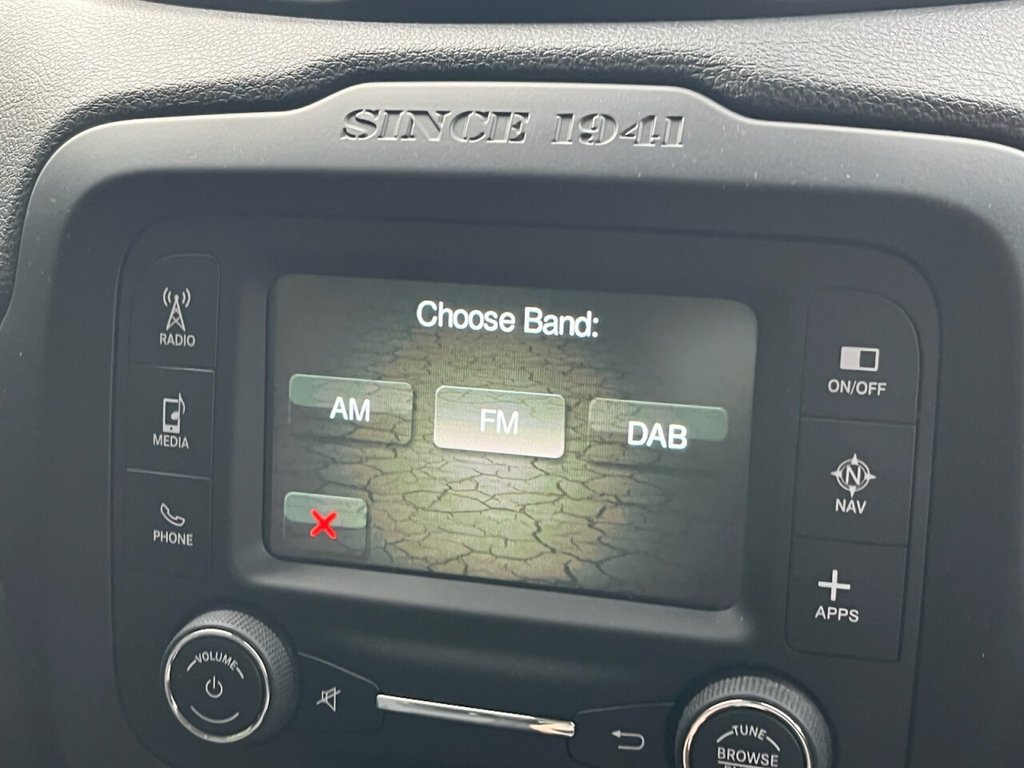 SINCE 1941
RADIO
MEDIA
PHONE
Choose Band:
AM
FM
DAB
ON/OFF
N
NAV
APPS
VOLUME
TUNE
BROWSE